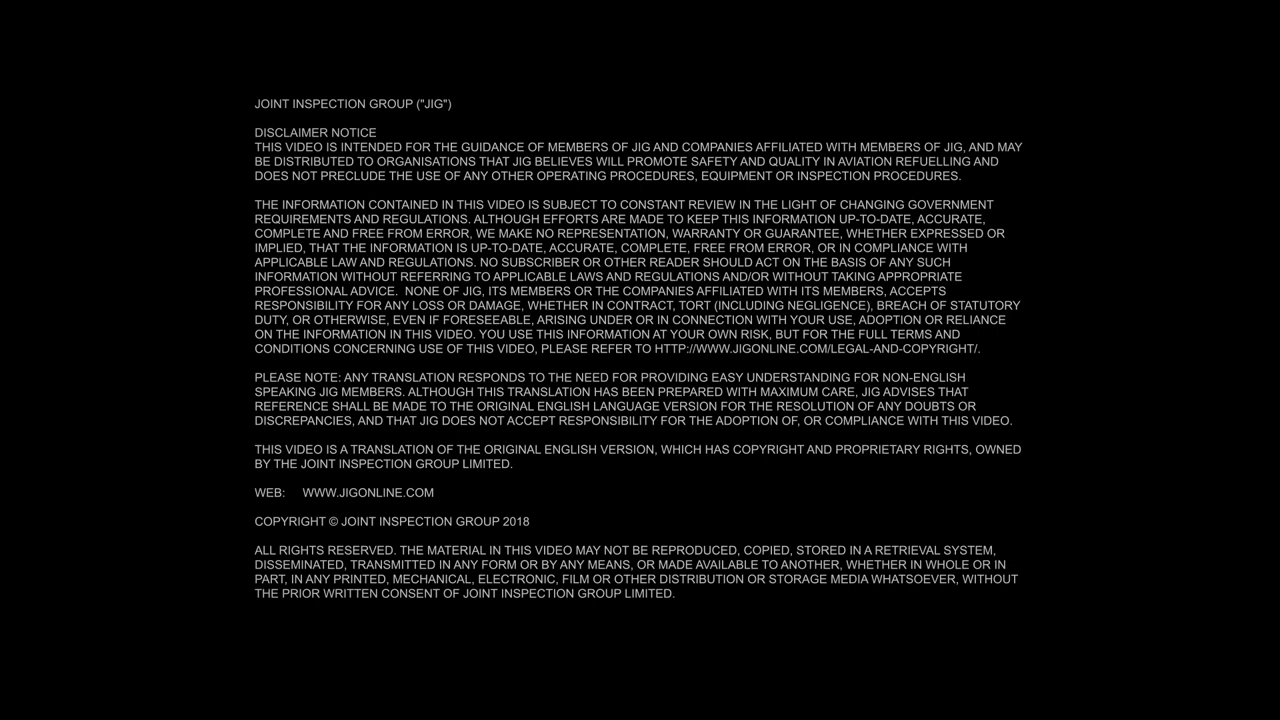 JOINT INSPECTION GROUP ("JIG")
DISCLAIMER NOTICE
THIS VIDEO IS INTENDED FOR THE GUIDANCE OF MEMBERS OF JIG AND COMPANIES AFFILIATED WITH MEMBERS OF JIG, AND MAY
BE DISTRIBUTED TO ORGANISATIONS THAT JIG BELIEVES WILL PROMOTE SAFETY AND QUALITY IN AVIATION REFUELLING AND
DOES NOT PRECLUDE THE USE OF ANY OTHER OPERATING PROCEDURES, EQUIPMENT OR INSPECTION PROCEDURES.
THE INFORMATION CONTAINED IN THIS VIDEO IS SUBJECT TO CONSTANT REVIEW IN THE LIGHT OF CHANGING GOVERNMENT
REQUIREMENTS AND REGULATIONS. ALTHOUGH EFFORTS ARE MADE TO KEEP THIS INFORMATION UP-TO-DATE, ACCURATE,
COMPLETE AND FREE FROM ERROR, WE MAKE NO REPRESENTATION, WARRANTY OR GUARANTEE, WHETHER EXPRESSED OR
IMPLIED, THAT THE INFORMATION IS UP-TO-DATE, ACCURATE, COMPLETE, FREE FROM ERROR, OR IN COMPLIANCE WITH
APPLICABLE LAW AND REGULATIONS. NO SUBSCRIBER OR OTHER READER SHOULD ACT ON THE BASIS OF ANY SUCH
INFORMATION WITHOUT REFERRING TO APPLICABLE LAWS AND REGULATIONS AND/OR WITHOUT TAKING APPROPRIATE
PROFESSIONAL ADVICE. NONE OF JIG, ITS MEMBERS OR THE COMPANIES AFFILIATED WITH ITS MEMBERS, ACCEPTS
RESPONSIBILITY FOR ANY LOSS OR DAMAGE, WHETHER IN CONTRACT, TORT (INCLUDING NEGLIGENCE), BREACH OF STATUTORY
DUTY, OR OTHERWISE, EVEN IF FORESEEABLE, ARISING UNDER OR IN CONNECTION WITH YOUR USE, ADOPTION OR RELIANCE
ON THE INFORMATION IN THIS VIDEO. YOU USE THIS INFORMATION AT YOUR OWN RISK, BUT FOR THE FULL TERMS AND
CONDITIONS CONCERNING USE OF THIS VIDEO, PLEASE REFER TO HTTP://WWW.JIGONLINE.COM/LEGAL-AND-COPYRIGHT/.
PLEASE NOTE: ANY TRANSLATION RESPONDS TO THE NEED FOR PROVIDING EASY UNDERSTANDING FOR NON-ENGLISH
SPEAKING JIG MEMBERS. ALTHOUGH THIS TRANSLATION HAS BEEN PREPARED WITH MAXIMUM CARE, JIG ADVISES THAT
REFERENCE SHALL BE MADE TO THE ORIGINAL ENGLISH LANGUAGE VERSION FOR THE RESOLUTION OF ANY DOUBTS OR
DISCREPANCIES, AND THAT JIG DOES NOT ACCEPT RESPONSIBILITY FOR THE ADOPTION OF, OR COMPLIANCE WITH THIS VIDEO.
THIS VIDEO IS A TRANSLATION OF THE ORIGINAL ENGLISH VERSION, WHICH HAS COPYRIGHT AND PROPRIETARY RIGHTS, OWNED
BY THE JOINT INSPECTION GROUP LIMITED.
WEB: WWW.JIGONLINE.COM
COPYRIGHT © JOINT INSPECTION GROUP 2018
ALL RIGHTS RESERVED. THE MATERIAL IN THIS VIDEO MAY NOT BE REPRODUCED, COPIED, STORED IN A RETRIEVAL SYSTEM,
DISSEMINATED, TRANSMITTED IN ANY FORM OR BY ANY MEANS, OR MADE AVAILABLE TO ANOTHER, WHETHER IN WHOLE OR IN
PART, IN ANY PRINTED, MECHANICAL, ELECTRONIC, FILM OR OTHER DISTRIBUTION OR STORAGE MEDIA WHATSOEVER, WITHOUT
THE PRIOR WRITTEN CONSENT OF JOINT INSPECTION GROUP LIMITED.